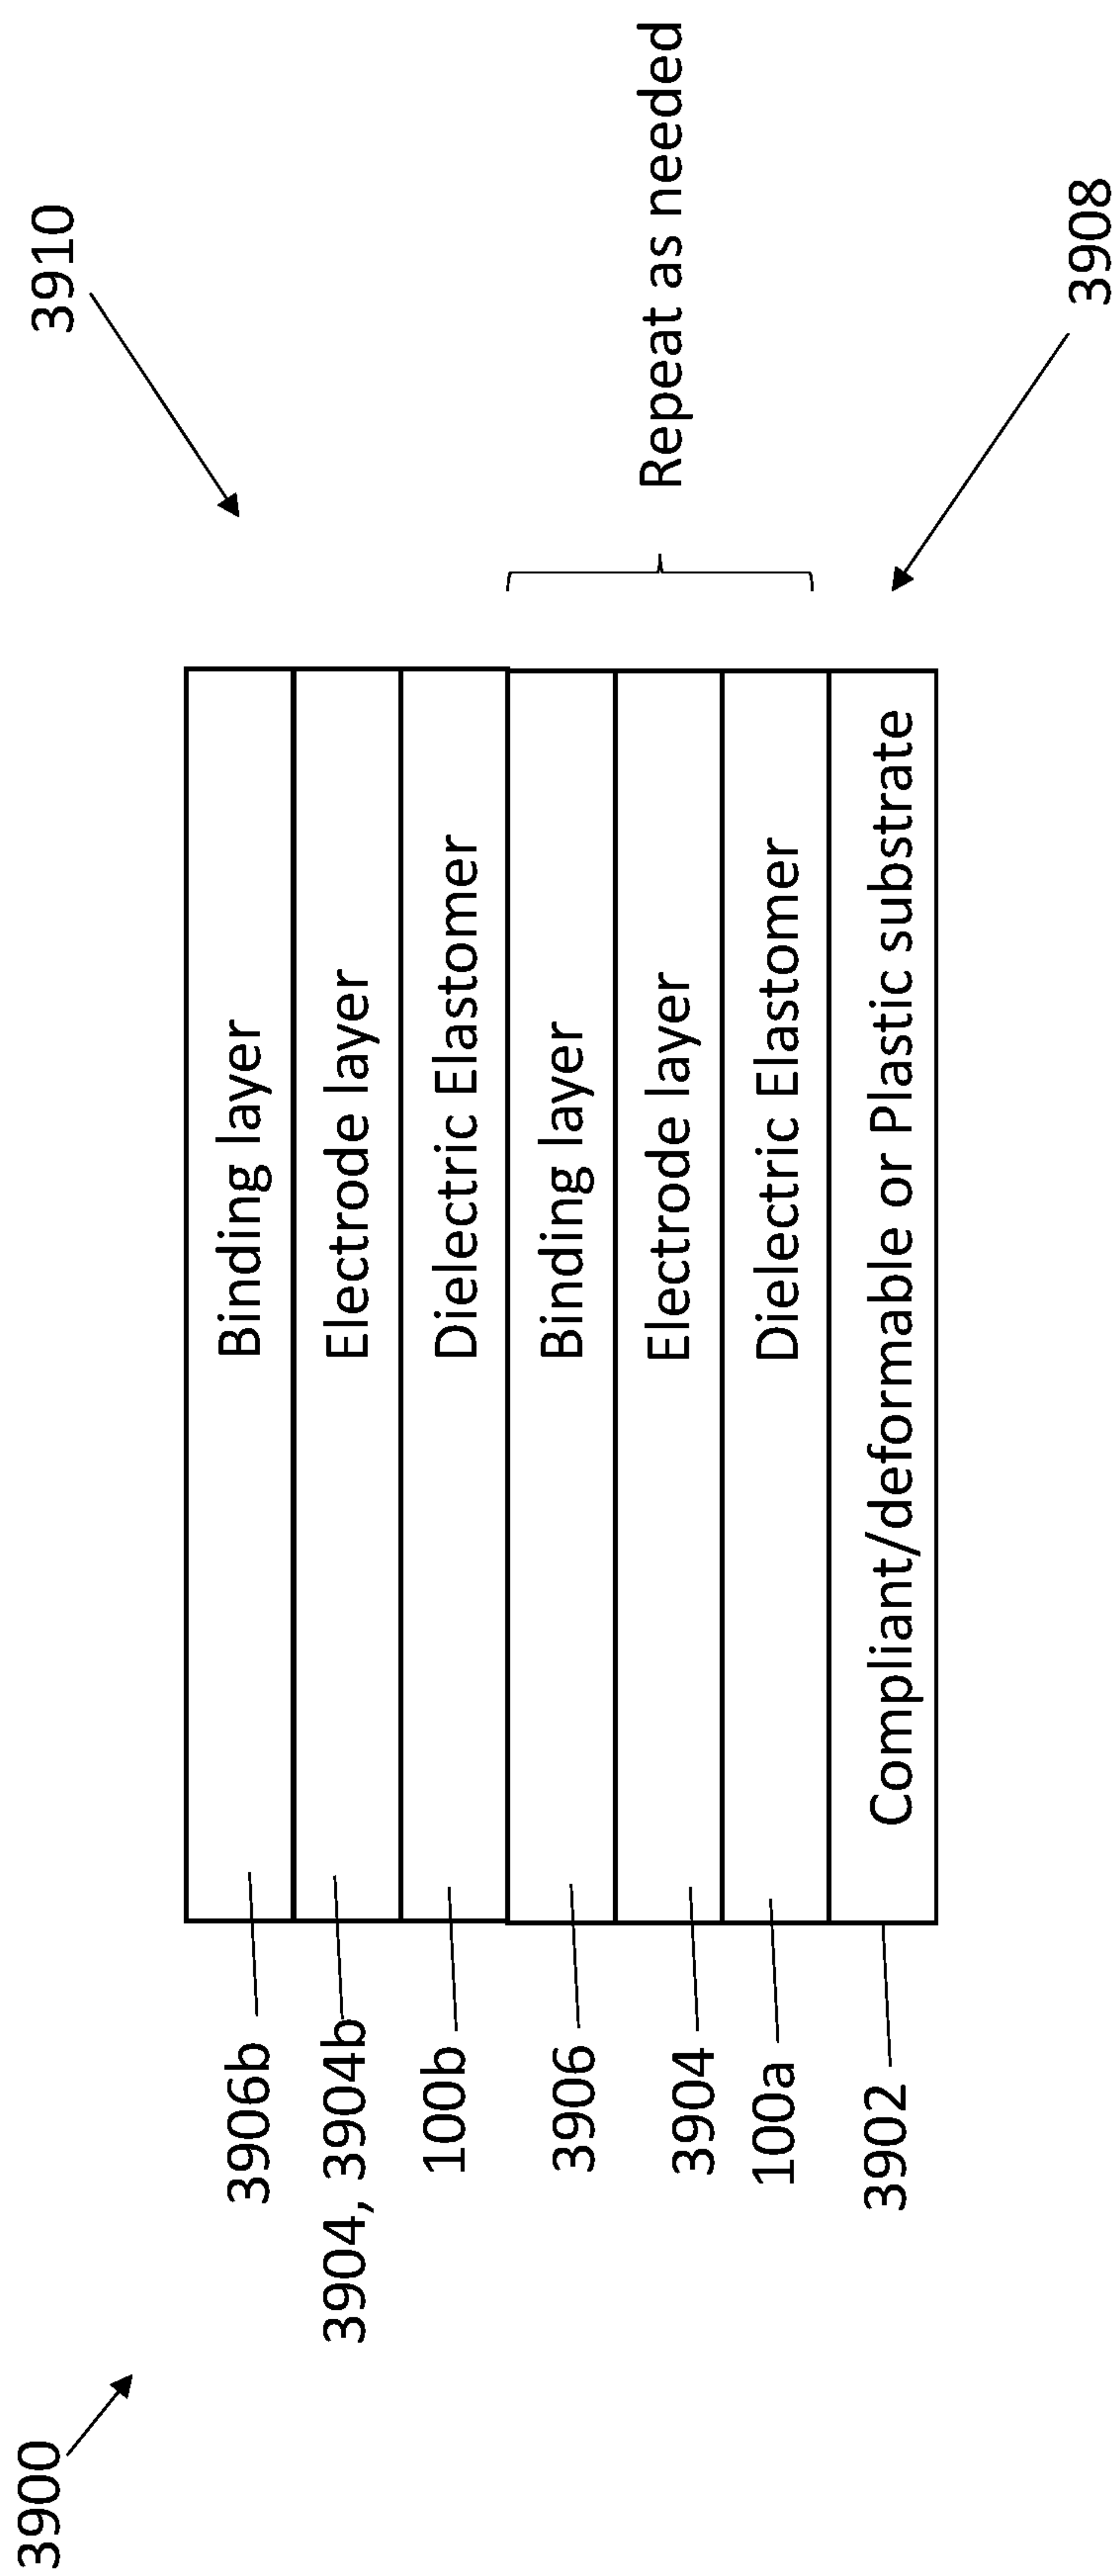 3900
3910
3906b
Binding layer
3904, 3904b
Electrode layer
100b
Dielectric Elastomer
3906
Binding layer
3904
Electrode layer
Repeat as needed
100a
Dielectric Elastomer
3902
Compliant/deformable or Plastic substrate
3908